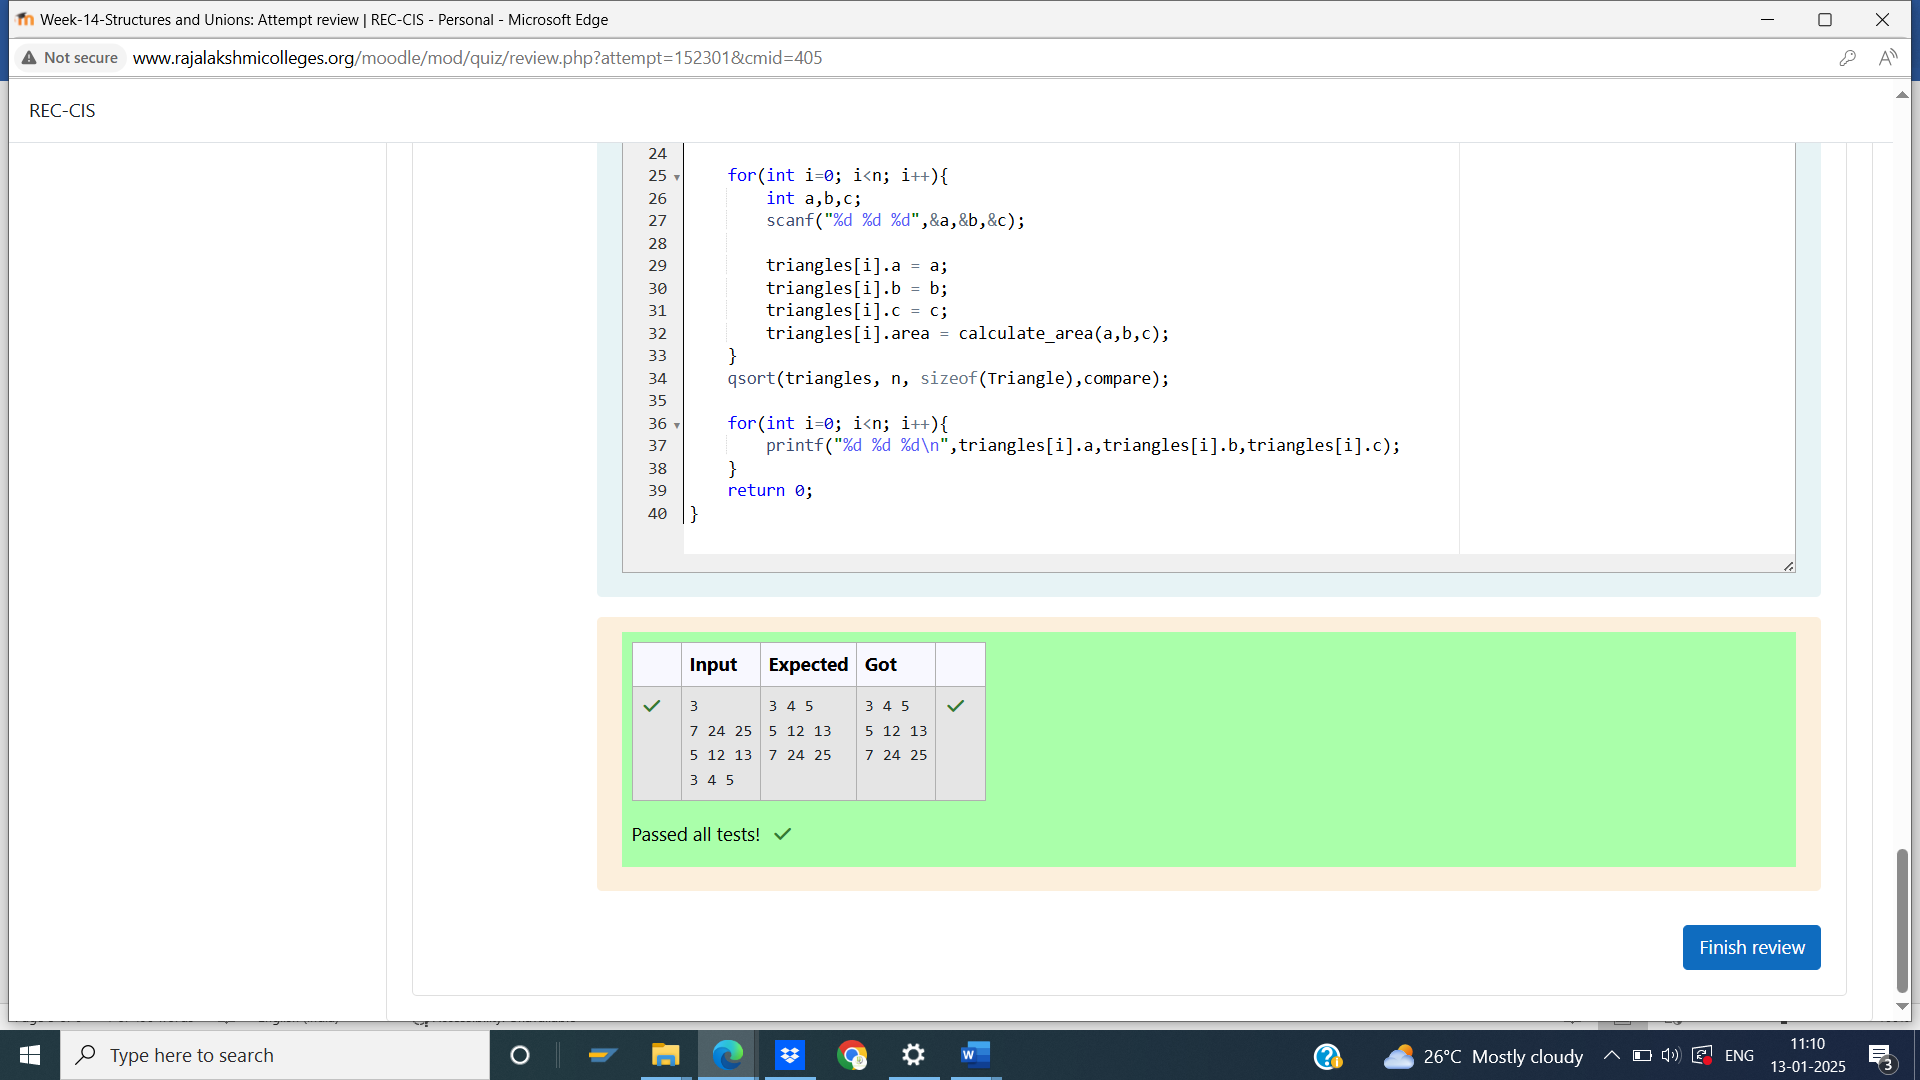 Week-14-Structures and Unions: Attempt review | REC-CIS - Personal - Microsoft Edge
Not secure www.rajalakshmicolleges.org/moodle/mod/quiz/review.php?attempt=152301&cmid=405
REC-CIS
24
25 for(int i=0; i<n; i++){
26 int a,b,c;
27 scanf("%d %d %d",&a,&b,&c);
28
29 triangles[i].a = a;
30 triangles[i].b = b;
31 triangles[i].c = c;
32 triangles[i].area = calculate_area(a,b,c);
33 }
34 qsort(triangles, n, sizeof(Triangle),compare);
35
36 for(int i=0; i<n; i++){
37 printf("%d %d %d\n",triangles[i].a,triangles[i].b,triangles[i].c);
38 }
39 return 0;
40 }
Input Expected Got
3 3 4 5 3 4 5
7 24 25 5 12 13 5 12 13
5 12 13 7 24 25 7 24 25
3 4 5
Passed all tests!
Finish review
Type here to search
26°C Mostly cloudy
ENG
11:10
13-01-2025
3